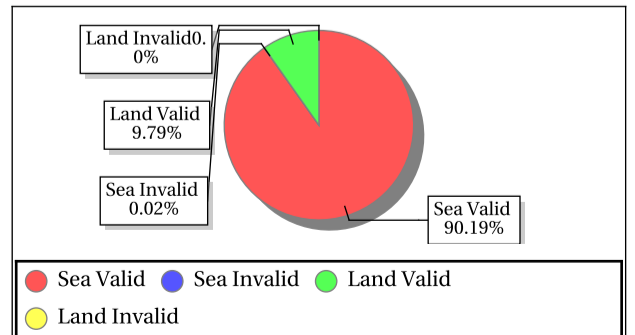 Land Invalid0.
0%
Land Valid
9.79%
Sea Invalid
0.02%
Sea Valid
90.19%
Sea Valid Sea Invalid Land Valid
Land Invalid